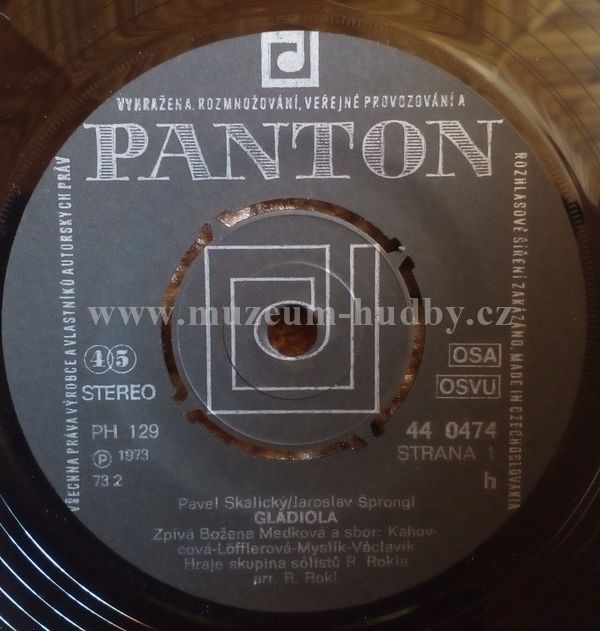 VYHRAŽENA. ROZMNOŽOVÁNÍ, VEŘEJNÉ PROVOZOVÁNÍ A
PANTON
VŠECHNA PRÁVA VÝROBCE A VLASTNÍKŮ AUTORSKÝCH PRÁV
ROZHLASOVÉ ŠÍŘENÍ ZAKÁZÁNO. MADE IN CZECHOSLOVAKIA
www.muzeum-hudby.cz
45
STEREO
OSA
OSVU
PH 129
44 0474
℗ 1973
STRANA 1
73 2
h
Pavel Skalický/Jaroslav Šprongl
GLADIOLA
Zpívá Božena Medková a sbor: Kahov-
cová-Löfflerová-Myslík-Václavík
Hraje skupina sólistů R. Rokla
arr. R. Rokl